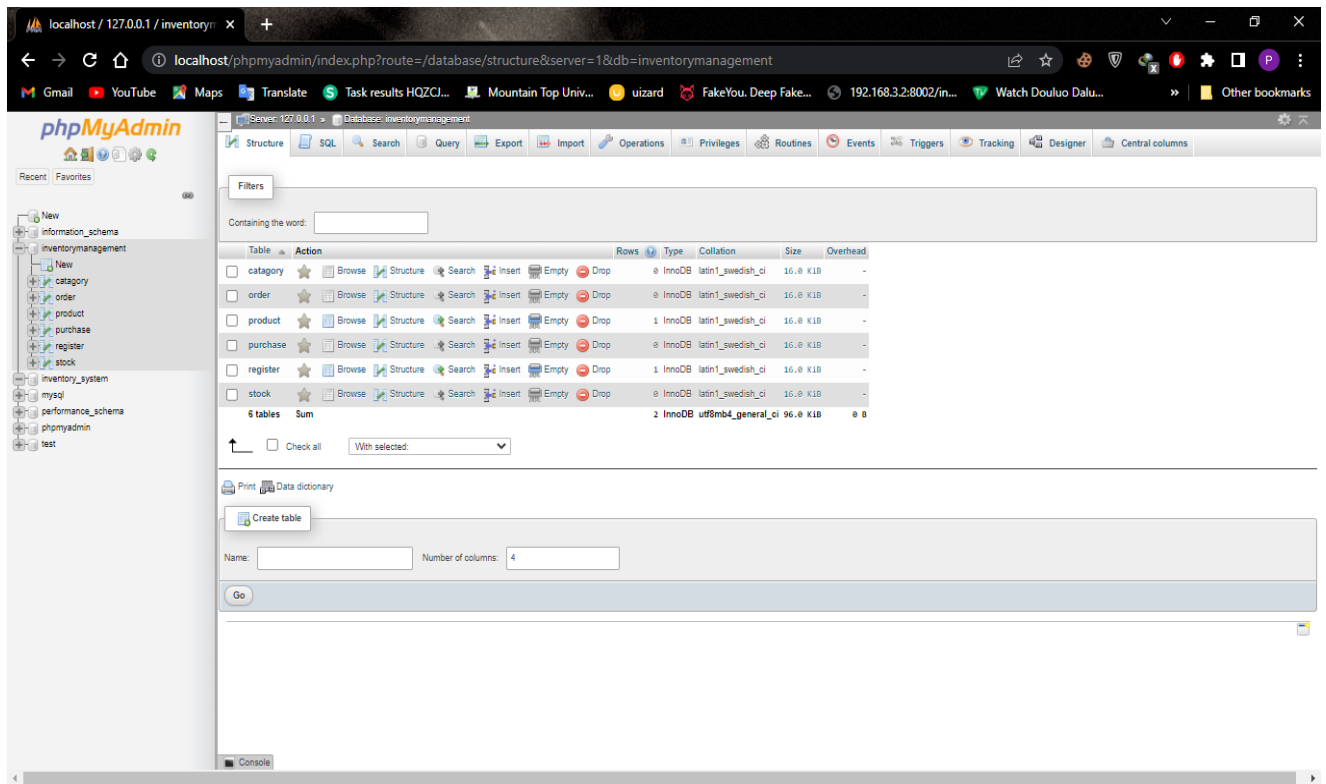 localhost / 127.0.0.1 / inventorym
localhost/phpmyadmin/index.php?route=/database/structure&server=1&db=inventorymanagement
P
Gmail YouTube Maps Translate Task results HQZCJ... Mountain Top Univ... uizard FakeYou. Deep Fake... 192.168.3.2:8002/in... Watch Douluo Dalu... » Other bookmarks
phpMyAdmin
Recent Favorites
New
information_schema
inventorymanagement
New
catagory
order
product
purchase
register
stock
inventory_system
mysql
performance_schema
phpmyadmin
test
Server: 127.0.0.1 » Database: inventorymanagement
Structure SQL Search Query Export Import Operations Privileges Routines Events Triggers Tracking Designer Central columns
Filters
Containing the word:
Table Action Rows Type Collation Size Overhead
catagory Browse Structure Search Insert Empty Drop 0 InnoDB latin1_swedish_ci 16.0 KiB -
order Browse Structure Search Insert Empty Drop 0 InnoDB latin1_swedish_ci 16.0 KiB -
product Browse Structure Search Insert Empty Drop 1 InnoDB latin1_swedish_ci 16.0 KiB -
purchase Browse Structure Search Insert Empty Drop 0 InnoDB latin1_swedish_ci 16.0 KiB -
register Browse Structure Search Insert Empty Drop 1 InnoDB latin1_swedish_ci 16.0 KiB -
stock Browse Structure Search Insert Empty Drop 0 InnoDB latin1_swedish_ci 16.0 KiB -
6 tables Sum 2 InnoDB utf8mb4_general_ci 96.0 KiB 0 B
Check all With selected:
Print Data dictionary
Create table
Name: Number of columns: 4
Go
Console